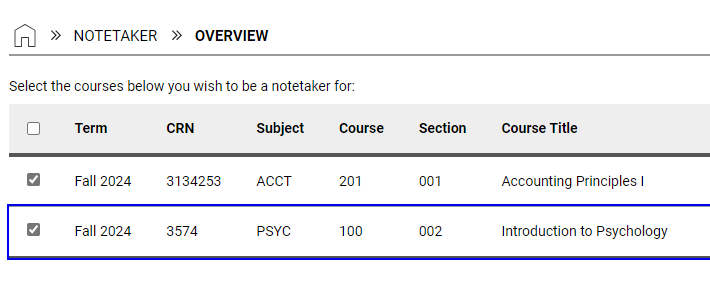 » NOTETAKER » OVERVIEW
Select the courses below you wish to be a notetaker for:
Term CRN Subject Course Section Course Title
Fall 2024 3134253 ACCT 201 001 Accounting Principles I
Fall 2024 3574 PSYC 100 002 Introduction to Psychology